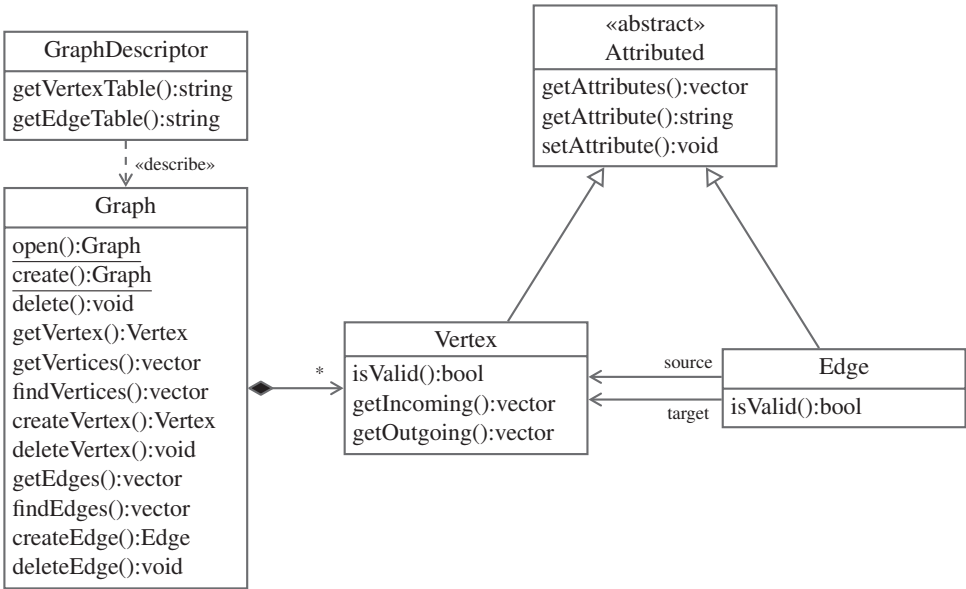 GraphDescriptor
getVertexTable():string
getEdgeTable():string
«describe»
Graph
open():Graph
create():Graph
delete():void
getVertex():Vertex
getVertices():vector
findVertices():vector
createVertex():Vertex
deleteVertex():void
getEdges():vector
findEdges():vector
createEdge():Edge
deleteEdge():void
*
«abstract»
Attributed
getAttributes():vector
getAttribute():string
setAttribute():void
Vertex
isValid():bool
getIncoming():vector
getOutgoing():vector
source
target
Edge
isValid():bool